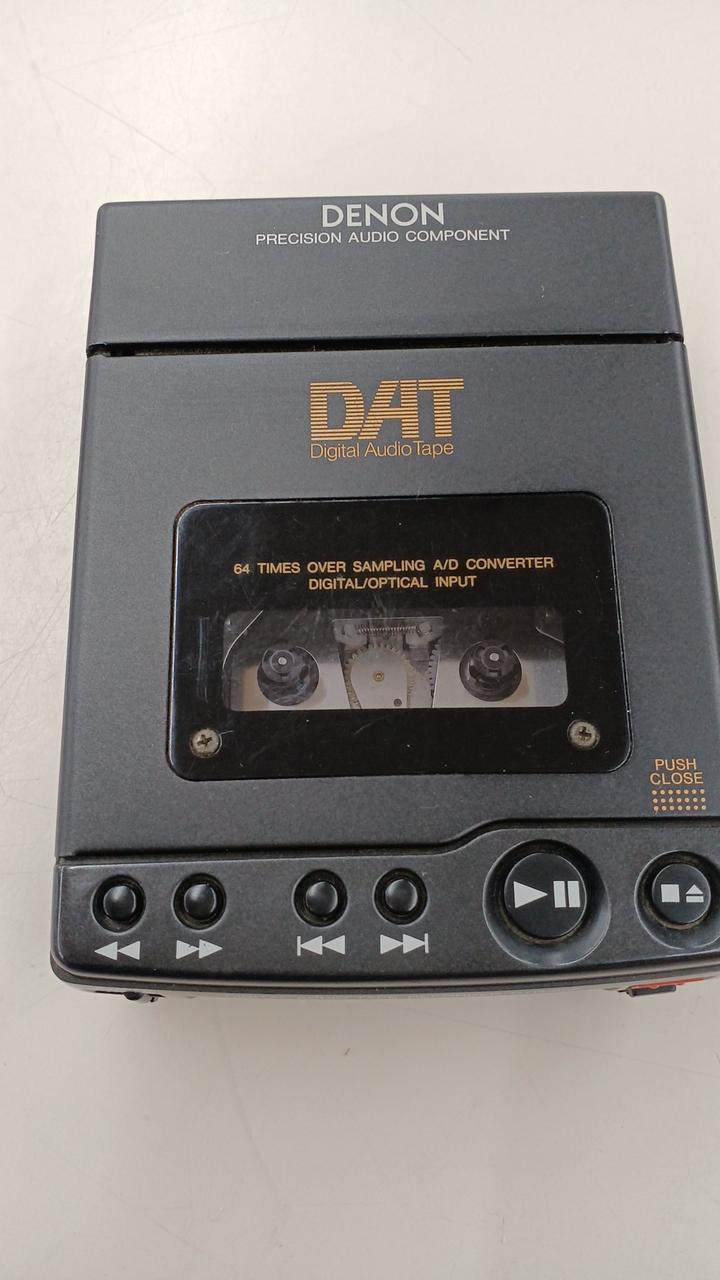 DENON
PRECISION AUDIO COMPONENT
DAT
Digital Audio Tape
64 TIMES OVER SAMPLING A/D CONVERTER
DIGITAL/OPTICAL INPUT
PUSH
CLOSE